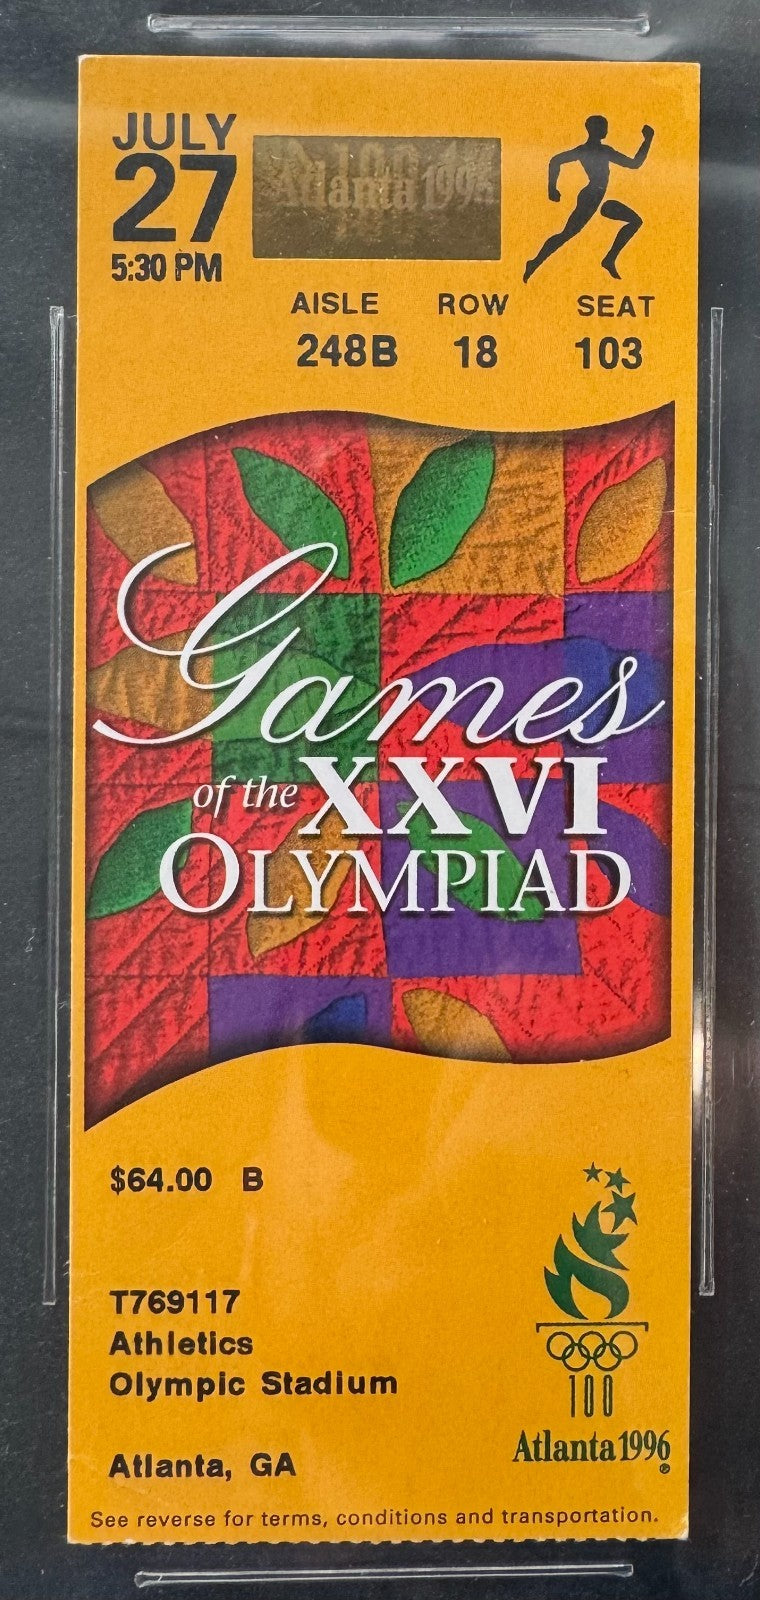 JULY
27
5:30 PM
Atlanta 1996
AISLE ROW SEAT
248B 18 103
Games
of the XXVI
OLYMPIAD
$64.00 B
T769117
Athletics
Olympic Stadium
Atlanta, GA
100
Atlanta 1996
®
See reverse for terms, conditions and transportation.